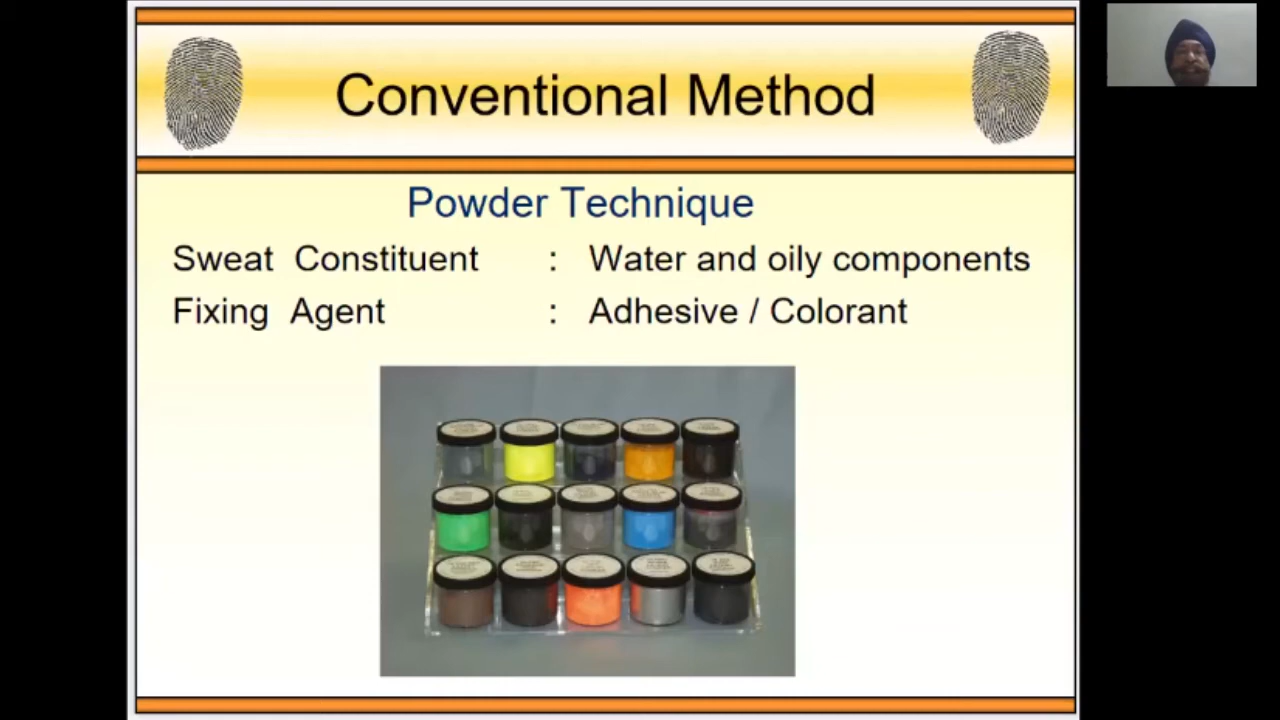 Conventional Method
Powder Technique
Sweat Constituent : Water and oily components
Fixing Agent : Adhesive / Colorant